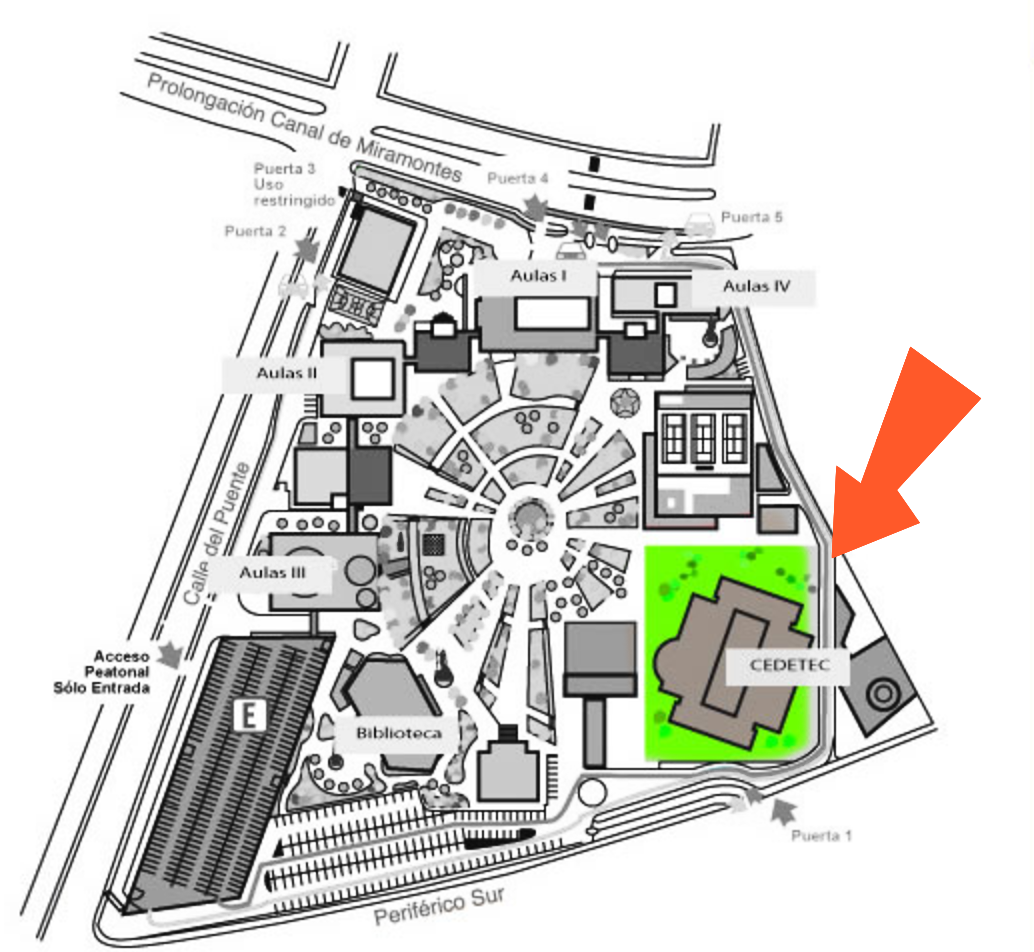 Prolongación Canal de Miramontes
Puerta 3
Uso
restringido
Puerta 4
Puerta 5
Puerta 2
Aulas I
Aulas IV
Aulas II
Calle del Puente
Aulas III
Acceso
Peatonal
Sólo Entrada
CEDETEC
E
Biblioteca
Puerta 1
Periférico Sur